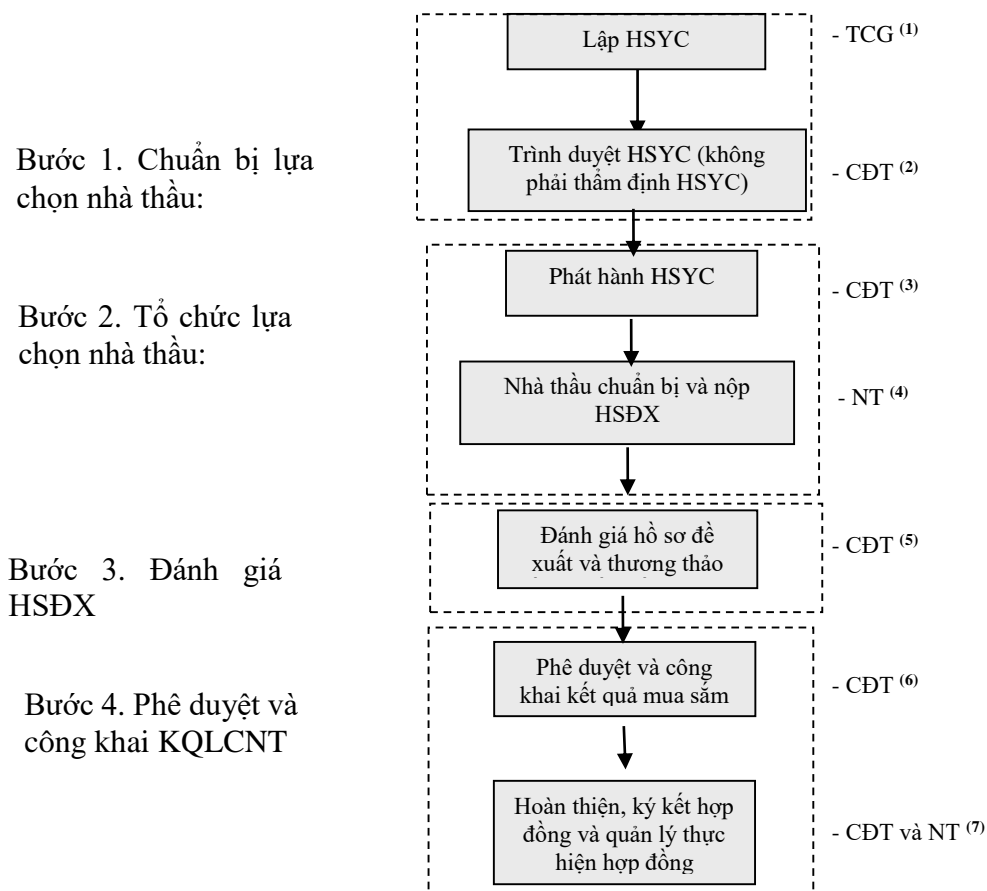 Lập HSYC
- TCG (1)
Bước 1. Chuẩn bị lựa
chọn nhà thầu:
Trình duyệt HSYC (không
phải thẩm định HSYC)
- CĐT (2)
Phát hành HSYC
- CĐT (3)
Bước 2. Tổ chức lựa
chọn nhà thầu:
Nhà thầu chuẩn bị và nộp
HSĐX
- NT (4)
Bước 3. Đánh giá
HSĐX
Đánh giá hồ sơ đề
xuất và thương thảo
- CĐT (5)
Bước 4. Phê duyệt và
công khai KQLCNT
Phê duyệt và công
khai kết quả mua sắm
- CĐT (6)
Hoàn thiện, ký kết hợp
đồng và quản lý thực
hiện hợp đồng
- CĐT và NT (7)